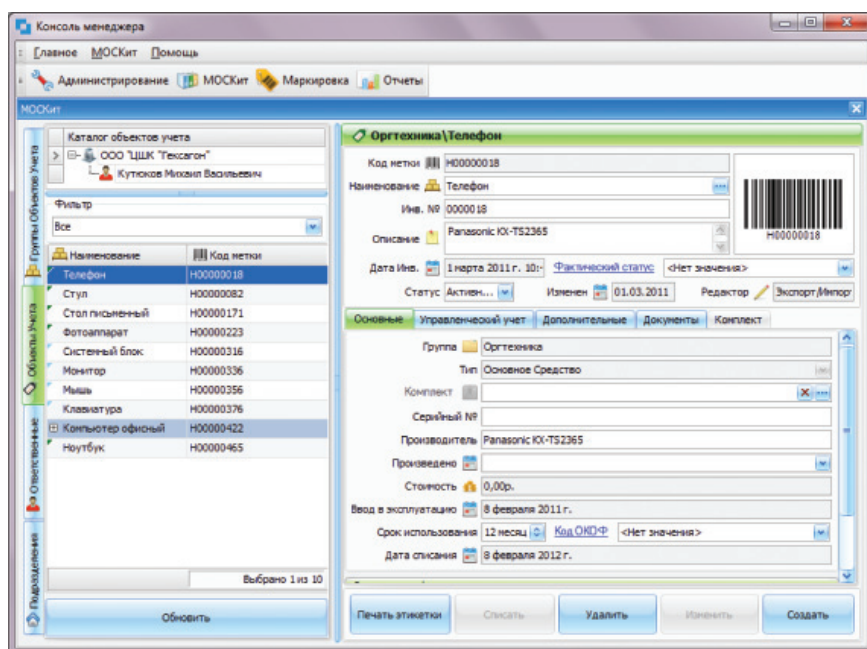 Консоль менеджера
Главное МОСКит Помощь
Администрирование МОСКит Маркировка Отчеты
МОСКит
Группы Объектов Учета
Объекты Учета
Ответственные
Подразделения
Каталог объектов учета
ООО "ЦШК "Гексагон"
Кутюков Михаил Васильевич
Фильтр
Все
Наименование Код метки
Телефон H00000018
Стул H00000082
Стол письменный H00000171
Фотоаппарат H00000223
Системный блок H00000316
Монитор H00000336
Мышь H00000356
Клавиатура H00000376
Компьютер офисный H00000422
Ноутбук H00000465
Выбрано 1 из 10
Обновить
Оргтехника\Телефон
Код метки H00000018
Наименование Телефон
Инв. № 0000018
Описание Panasonic KX-TS2365
H00000018
Дата Инв. 1 марта 2011 г. 10: Фактический статус <Нет значения>
Статус Активн... Изменен 01.03.2011 Редактор Экспорт/Импорт
Основные Управленческий учет Дополнительные Документы Комплект
Группа Оргтехника
Тип Основное Средство
Комплект
Серийный №
Производитель Panasonic KX-TS2365
Произведено
Стоимость 0,00р.
Ввод в эксплуатацию 8 февраля 2011 г.
Срок использования 12 месяц Код ОКОФ <Нет значения>
Дата списания 8 февраля 2012 г.
Печать этикетки Списать Удалить Изменить Создать